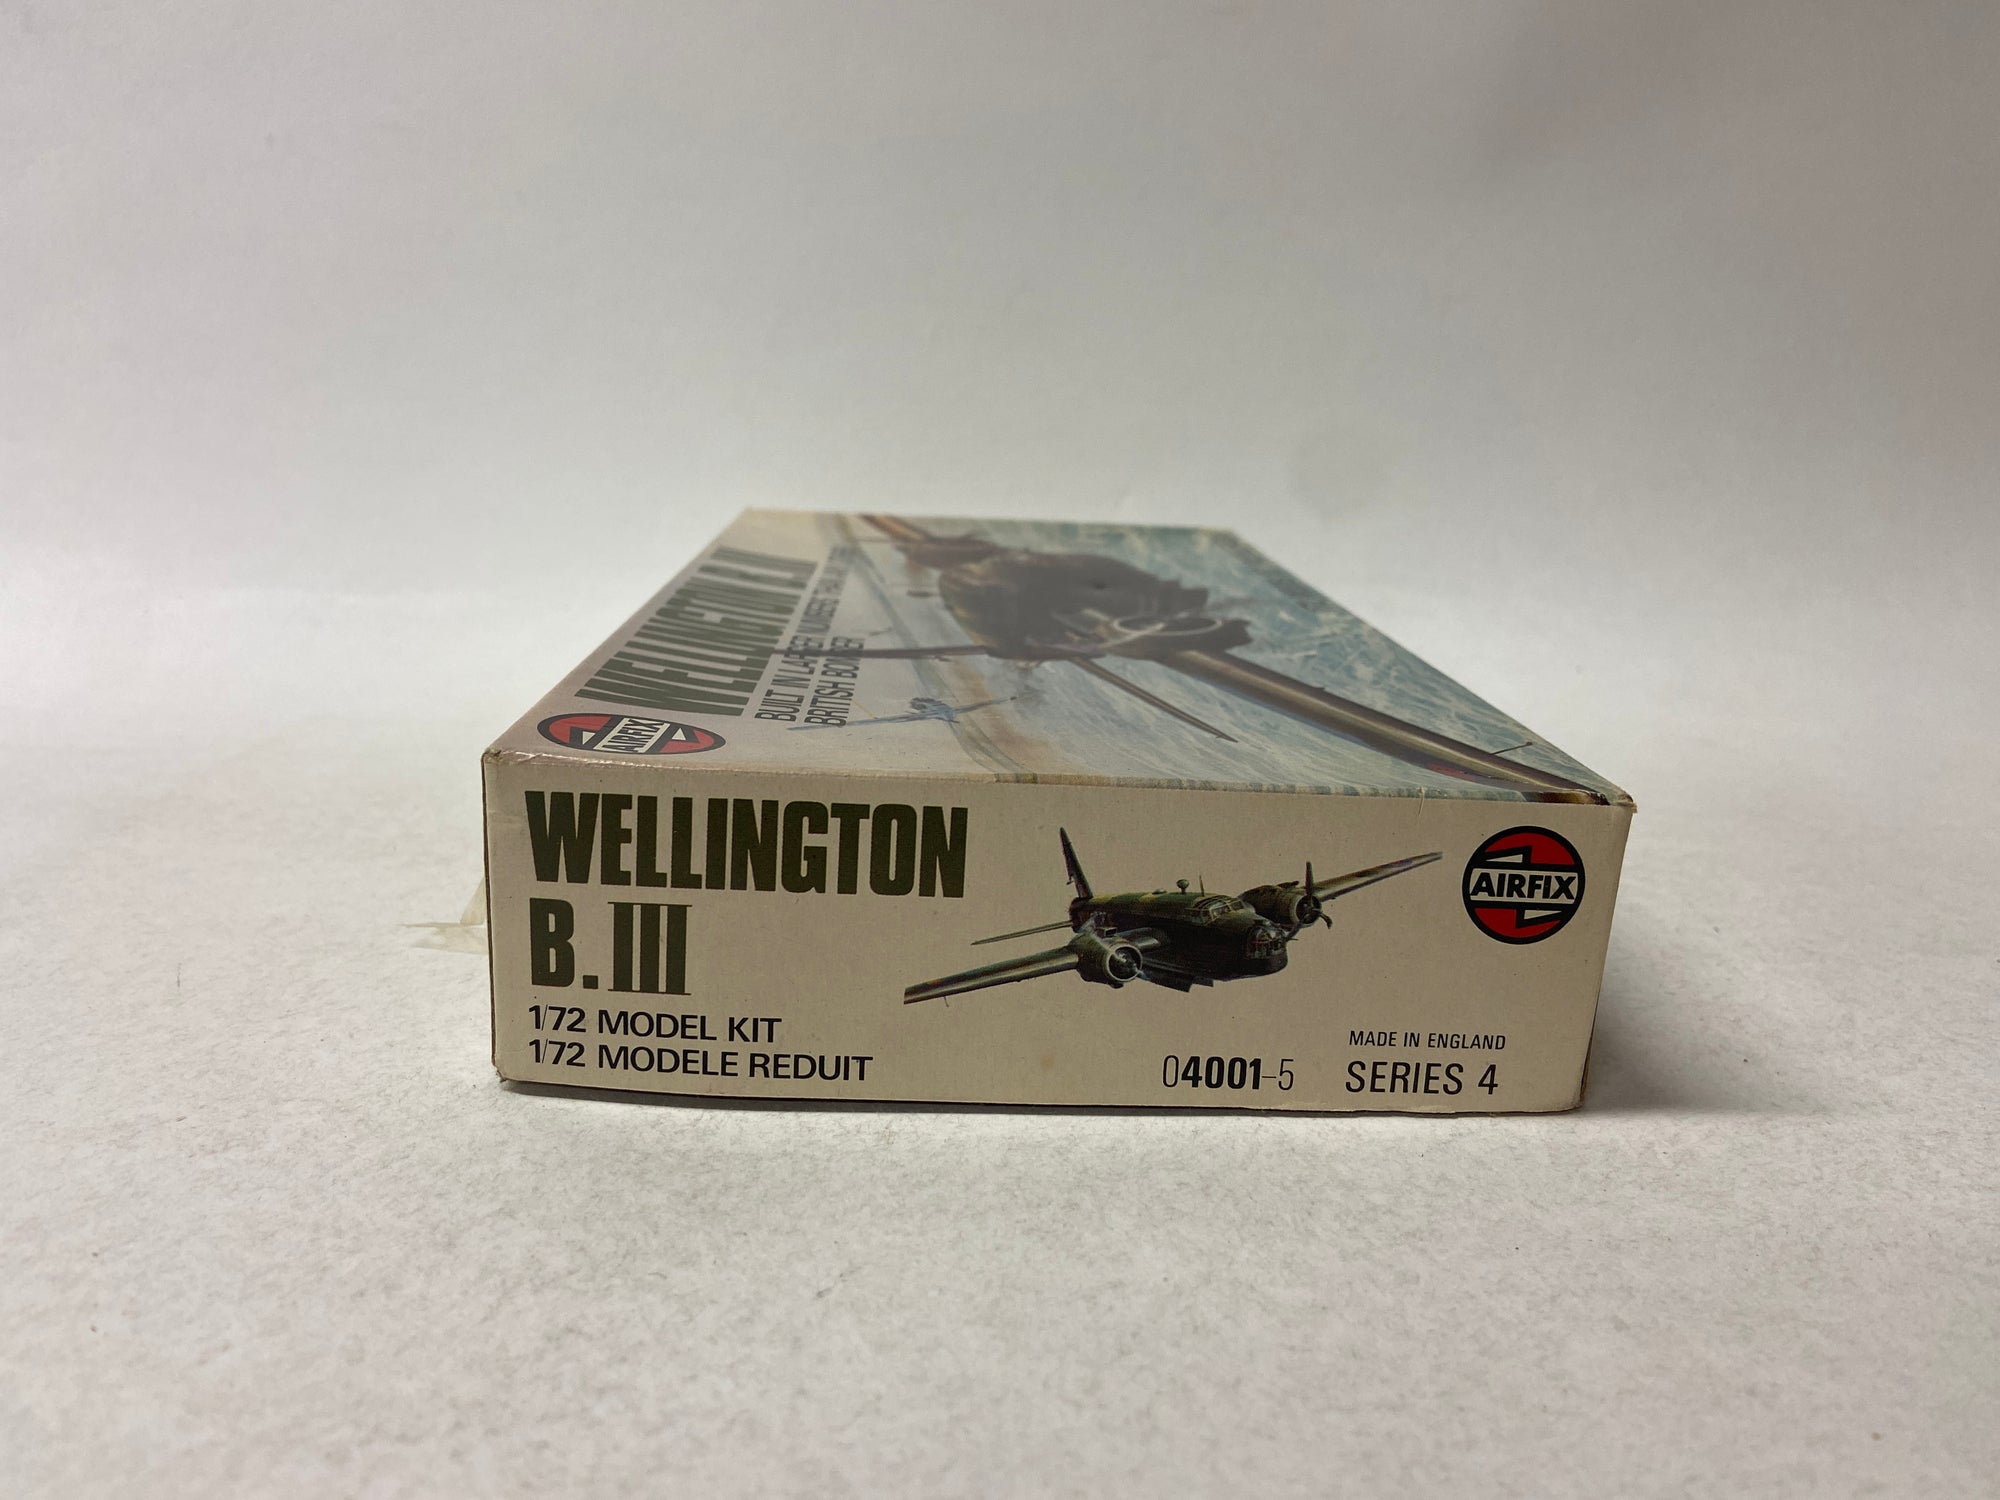 WELLINGTON B.III
BUILT IN LARGER NUMBERS THAN ANY OTHER
BRITISH BOMBER
AIRFIX
WELLINGTON
B.III
1/72 MODEL KIT
1/72 MODELE REDUIT
AIRFIX
MADE IN ENGLAND
04001-5
SERIES 4